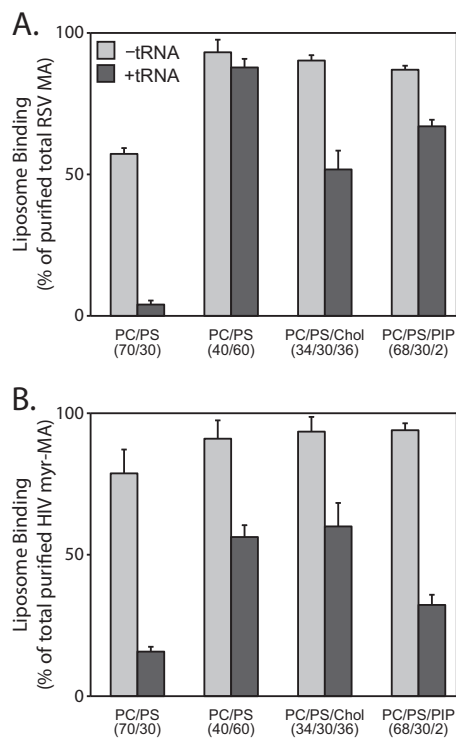 A.
100
−tRNA
+tRNA
50
0
Liposome Binding
(% of purified total RSV MA)
PC/PS PC/PS PC/PS/Chol PC/PS/PIP
(70/30) (40/60) (34/30/36) (68/30/2)
B.
100
50
0
Liposome Binding
(% of total purified HIV myr-MA)
PC/PS PC/PS PC/PS/Chol PC/PS/PIP
(70/30) (40/60) (34/30/36) (68/30/2)